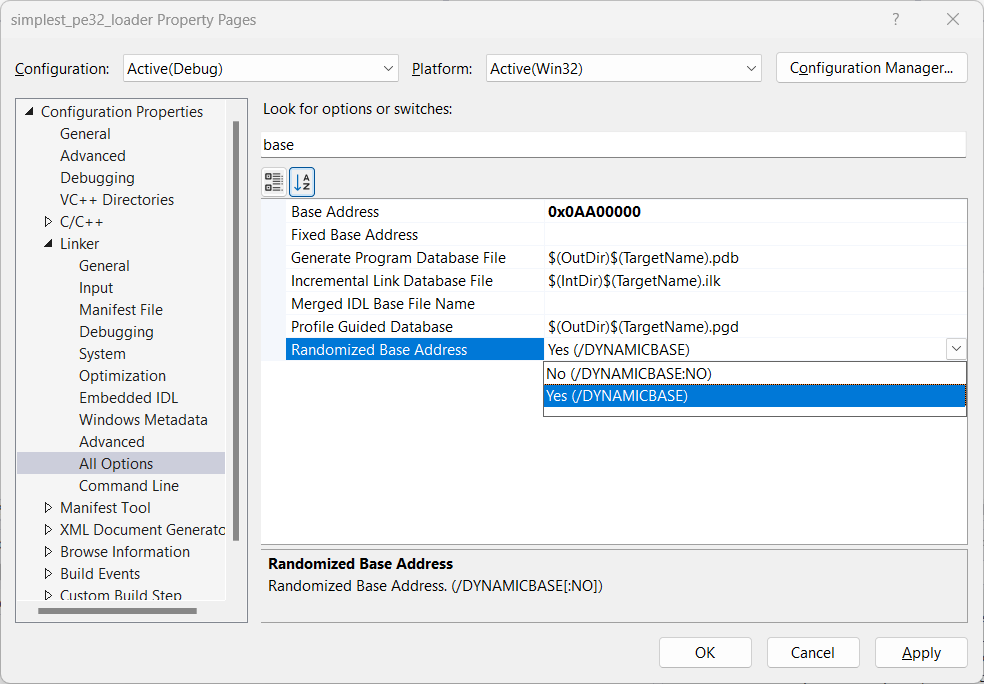 simplest_pe32_loader Property Pages
?
Configuration: Active(Debug) Platform: Active(Win32) Configuration Manager...
Configuration Properties
General
Advanced
Debugging
VC++ Directories
C/C++
Linker
General
Input
Manifest File
Debugging
System
Optimization
Embedded IDL
Windows Metadata
Advanced
All Options
Command Line
Manifest Tool
XML Document Generato
Browse Information
Build Events
Custom Build Step
Look for options or switches:
base
A
Z
Base Address 0x0AA00000
Fixed Base Address
Generate Program Database File $(OutDir)$(TargetName).pdb
Incremental Link Database File $(IntDir)$(TargetName).ilk
Merged IDL Base File Name
Profile Guided Database $(OutDir)$(TargetName).pgd
Randomized Base Address Yes (/DYNAMICBASE)
No (/DYNAMICBASE:NO)
Yes (/DYNAMICBASE)
Randomized Base Address
Randomized Base Address. (/DYNAMICBASE[:NO])
OK Cancel Apply